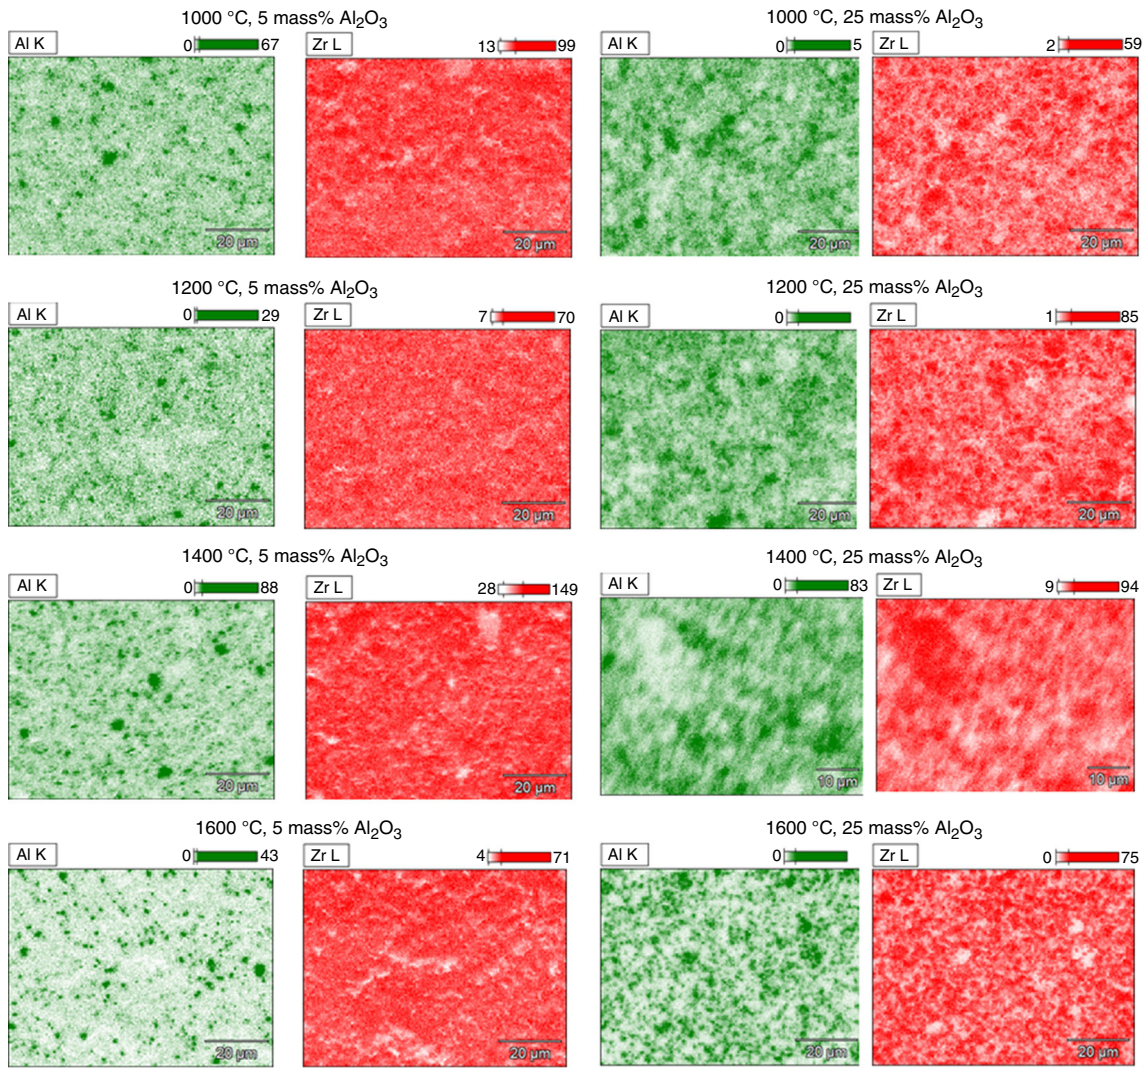 1000 °C, 5 mass% Al2O3 1000 °C, 25 mass% Al2O3
Al K 0 67 Zr L 13 99 Al K 0 5 Zr L 2 59
20 µm 20 µm 20 µm 20 µm
1200 °C, 5 mass% Al2O3 1200 °C, 25 mass% Al2O3
Al K 0 29 Zr L 7 70 Al K 0 Zr L 1 85
20 µm 20 µm 20 µm 20 µm
1400 °C, 5 mass% Al2O3 1400 °C, 25 mass% Al2O3
Al K 0 88 Zr L 28 149 Al K 0 83 Zr L 9 94
20 µm 20 µm 10 µm 10 µm
1600 °C, 5 mass% Al2O3 1600 °C, 25 mass% Al2O3
Al K 0 43 Zr L 4 71 Al K 0 Zr L 0 75
20 µm 20 µm 20 µm 20 µm